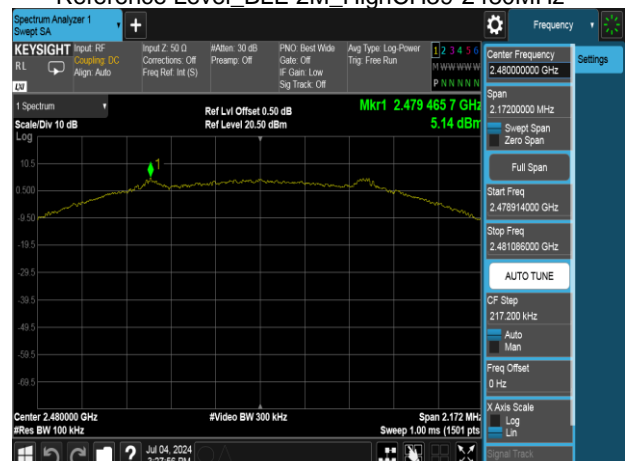 Reference Level_BLE 2M_HighCH39 2480MHz
Spectrum Analyzer 1
Swept SA
+
Frequency
KEYSIGHT
RL
LXI
Input: RF
Coupling: DC
Align: Auto
Input Z: 50 Ω
Corrections: Off
Freq Ref: Int (S)
#Atten: 30 dB
Preamp: Off
PNO: Best Wide
Gate: Off
IF Gain: Low
Sig Track: Off
Avg Type: Log-Power
Trig: Free Run
1 2 3 4 5 6
M W W W W W
P N N N N N
Center Frequency
2.480000000 GHz
Settings
Span
2.17200000 MHz
Swept Span
Zero Span
Full Span
Start Freq
2.478914000 GHz
Stop Freq
2.481086000 GHz
AUTO TUNE
CF Step
217.200 kHz
Auto
Man
Freq Offset
0 Hz
X Axis Scale
Log
Lin
Signal Track
1 Spectrum
Scale/Div 10 dB
Log
Ref Lvl Offset 0.50 dB
Ref Level 20.50 dBm
Mkr1 2.479 465 7 GHz
5.14 dBm
1
10.5
0.500
-9.50
-19.5
-29.5
-39.5
-49.5
-59.5
-69.5
Center 2.480000 GHz
#Res BW 100 kHz
#Video BW 300 kHz
Span 2.172 MHz
Sweep 1.00 ms (1501 pts
?
Jul 04, 2024